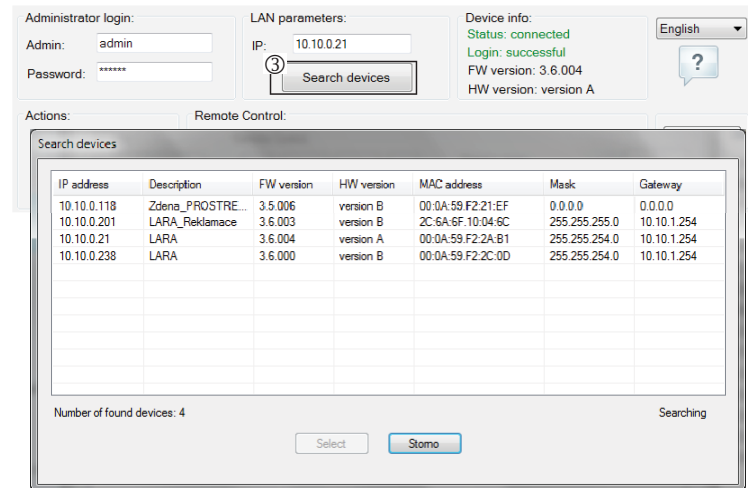 Administrator login:
Admin: admin
Password: ******
LAN parameters:
IP: 10.10.0.21
③
Search devices
Device info:
Status: connected
Login: successful
FW version: 3.6.004
HW version: version A
English
?
Actions:
Remote Control:
Search devices
IP address Description FW version HW version MAC address Mask Gateway
10.10.0.118 Zdena_PROSTRE... 3.5.006 version B 00:0A:59:F2:21:EF 0.0.0.0 0.0.0.0
10.10.0.201 LARA_Reklamace 3.6.003 version B 2C:6A:6F:10:04:6C 255.255.255.0 10.10.1.254
10.10.0.21 LARA 3.6.004 version A 00:0A:59:F2:2A:B1 255.255.254.0 10.10.1.254
10.10.0.238 LARA 3.6.000 version B 00:0A:59:F2:2C:0D 255.255.254.0 10.10.1.254
Number of found devices: 4
Searching
Select
Storno